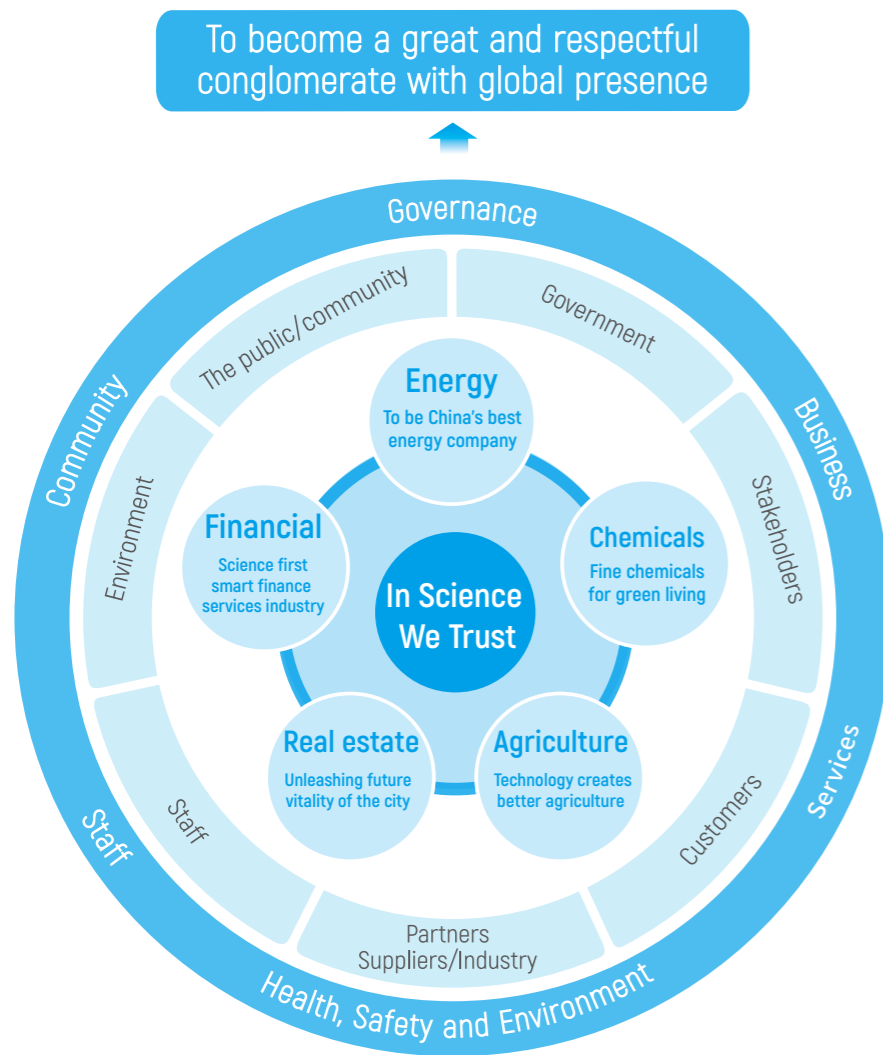 To become a great and respectful
conglomerate with global presence
Governance
Business
Services
Health, Safety and Environment
Staff
Community
The public/community
Government
Stakeholders
Customers
Partners
Suppliers/Industry
Staff
Environment
Energy
To be China's best
energy company
Chemicals
Fine chemicals
for green living
Agriculture
Technology creates
better agriculture
Real estate
Unleashing future
vitality of the city
Financial
Science first
smart finance
services industry
In Science
We Trust